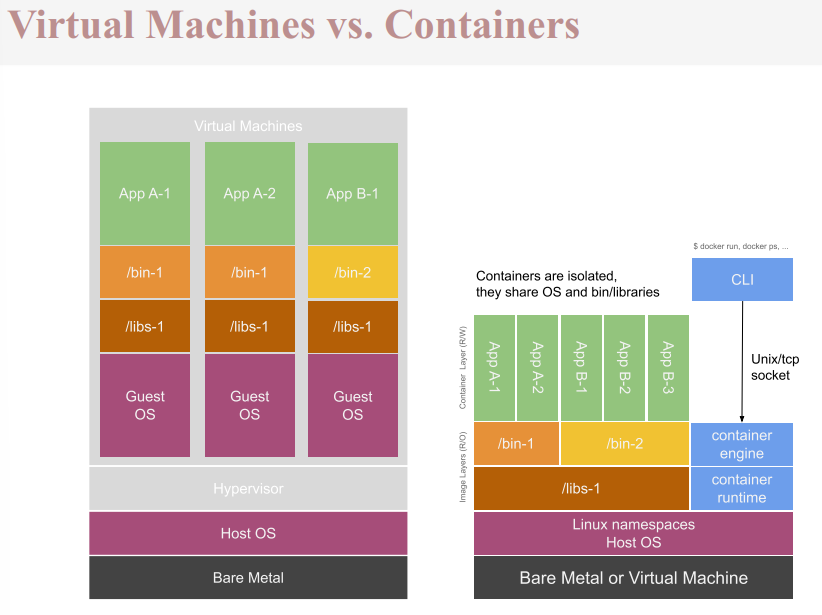 Virtual Machines vs. Containers
Virtual Machines
App A-1
App A-2
App B-1
/bin-1
/bin-1
/bin-2
/libs-1
/libs-1
/libs-1
Guest
OS
Guest
OS
Guest
OS
Hypervisor
Host OS
Bare Metal
$ docker run, docker ps, ...
CLI
Containers are isolated,
they share OS and bin/libraries
Unix/tcp
socket
Container Layer (R/W)
App A-1
App A-2
App B-1
App B-2
App B-3
Image Layers (R/O)
/bin-1
/bin-2
container
engine
/libs-1
container
runtime
Linux namespaces
Host OS
Bare Metal or Virtual Machine